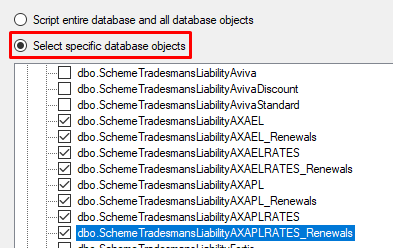 Script entire database and all database objects
Select specific database objects
dbo.SchemeTradesmansLiabilityAviva
dbo.SchemeTradesmansLiabilityAvivaDiscount
dbo.SchemeTradesmansLiabilityAvivaStandard
dbo.SchemeTradesmansLiabilityAXAEL
dbo.SchemeTradesmansLiabilityAXAEL_Renewals
dbo.SchemeTradesmansLiabilityAXAELRATES
dbo.SchemeTradesmansLiabilityAXAELRATES_Renewals
dbo.SchemeTradesmansLiabilityAXAPL
dbo.SchemeTradesmansLiabilityAXAPL_Renewals
dbo.SchemeTradesmansLiabilityAXAPLRATES
dbo.SchemeTradesmansLiabilityAXAPLRATES_Renewals